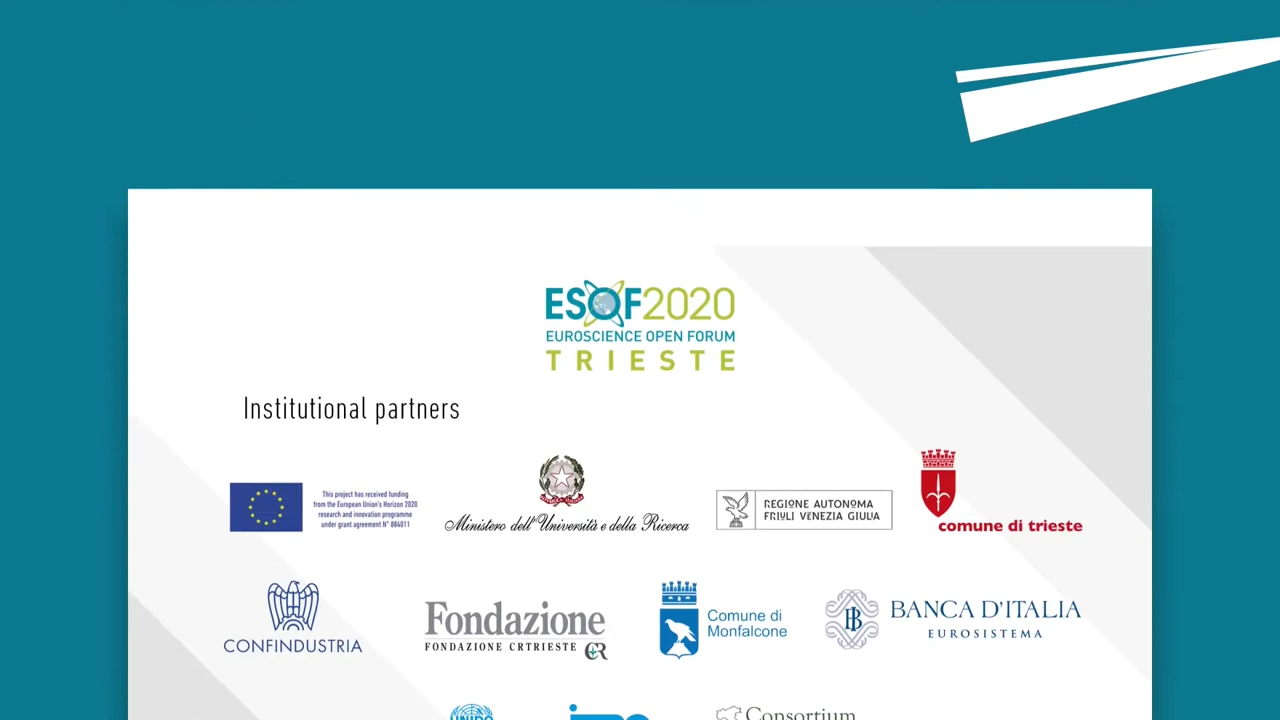 ESOF2020
EUROSCIENCE OPEN FORUM
TRIESTE
Institutional partners
This project has received funding
from the European Union's Horizon 2020
research and innovation programme
under grant agreement N° 884011
Ministero dell'Università e della Ricerca
REGIONE AUTONOMA
FRIULI VENEZIA GIULIA
comune di trieste
CONFINDUSTRIA
Fondazione
FONDAZIONE CRTRIESTE
Comune di
Monfalcone
BANCA D'ITALIA
EUROSISTEMA
UNIDO
Consortium